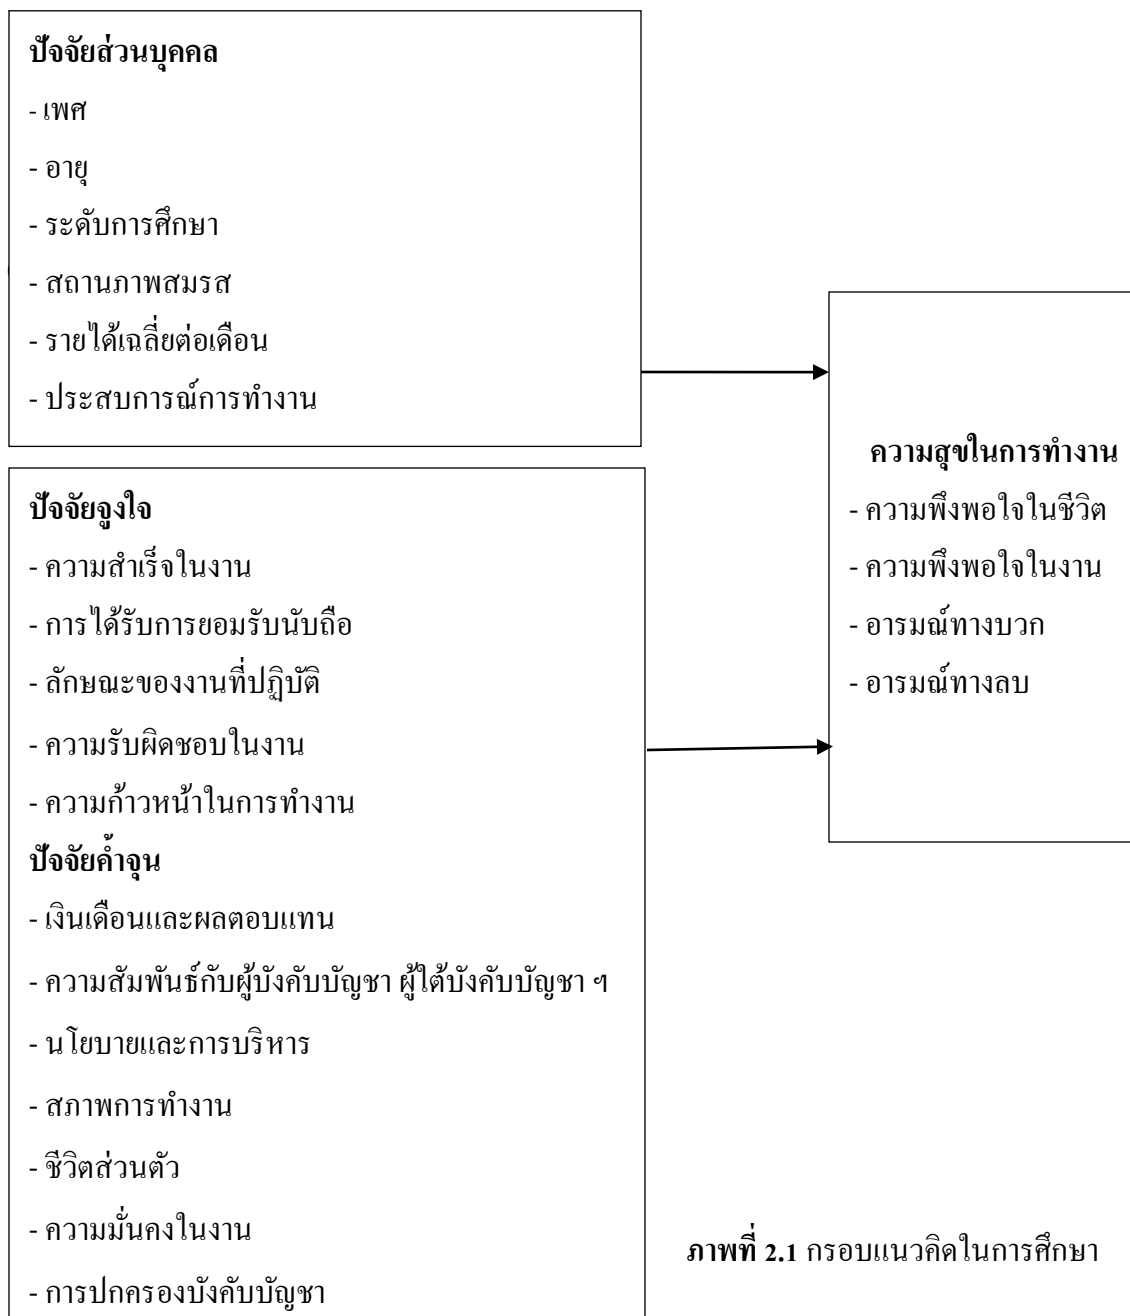 ปัจจัยส่วนบุคคล
- เพศ
- อายุ
- ระดับการศึกษา
- สถานภาพสมรส
- รายได้เฉลี่ยต่อเดือน
- ประสบการณ์การทำงาน
ปัจจัยจูงใจ
- ความสำเร็จในงาน
- การได้รับการยอมรับนับถือ
- ลักษณะของงานที่ปฏิบัติ
- ความรับผิดชอบในงาน
- ความก้าวหน้าในการทำงาน
ปัจจัยค้ำจุน
- เงินเดือนและผลตอบแทน
- ความสัมพันธ์กับผู้บังคับบัญชา ผู้ใต้บังคับบัญชา ฯ
- นโยบายและการบริหาร
- สภาพการทำงาน
- ชีวิตส่วนตัว
- ความมั่นคงในงาน
- การปกครองบังคับบัญชา
ความสุขในการทำงาน
- ความพึงพอใจในชีวิต
- ความพึงพอใจในงาน
- อารมณ์ทางบวก
- อารมณ์ทางลบ
ภาพที่ 2.1 กรอบแนวคิดในการศึกษา